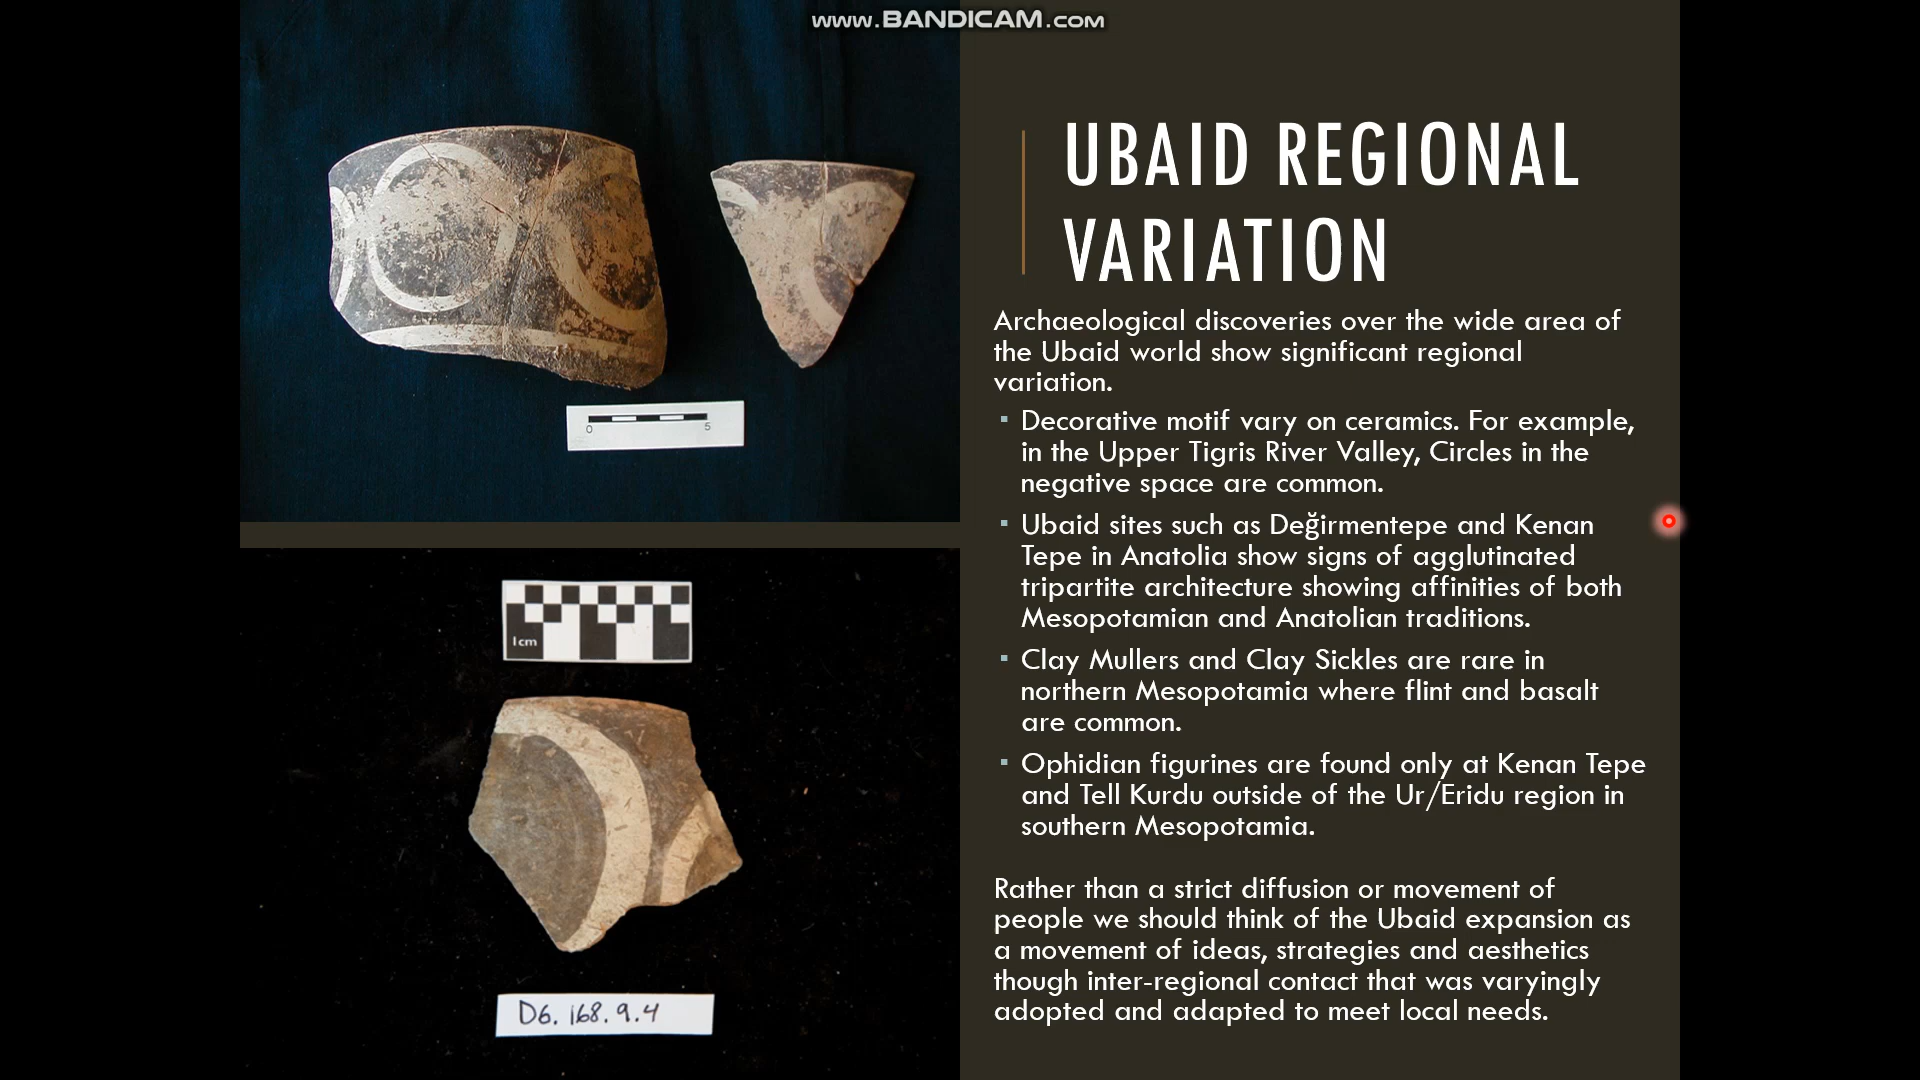 www.BANDICAM.com
UBAID REGIONAL
VARIATION
Archaeological discoveries over the wide area of
the Ubaid world show significant regional
variation.
▪ Decorative motif vary on ceramics. For example,
in the Upper Tigris River Valley, Circles in the
negative space are common.
▪ Ubaid sites such as Değirmentepe and Kenan
Tepe in Anatolia show signs of agglutinated
tripartite architecture showing affinities of both
Mesopotamian and Anatolian traditions.
▪ Clay Mullers and Clay Sickles are rare in
northern Mesopotamia where flint and basalt
are common.
▪ Ophidian figurines are found only at Kenan Tepe
and Tell Kurdu outside of the Ur/Eridu region in
southern Mesopotamia.
Rather than a strict diffusion or movement of
people we should think of the Ubaid expansion as
a movement of ideas, strategies and aesthetics
though inter-regional contact that was varyingly
adopted and adapted to meet local needs.
0 5
1cm
D6.168.9.4